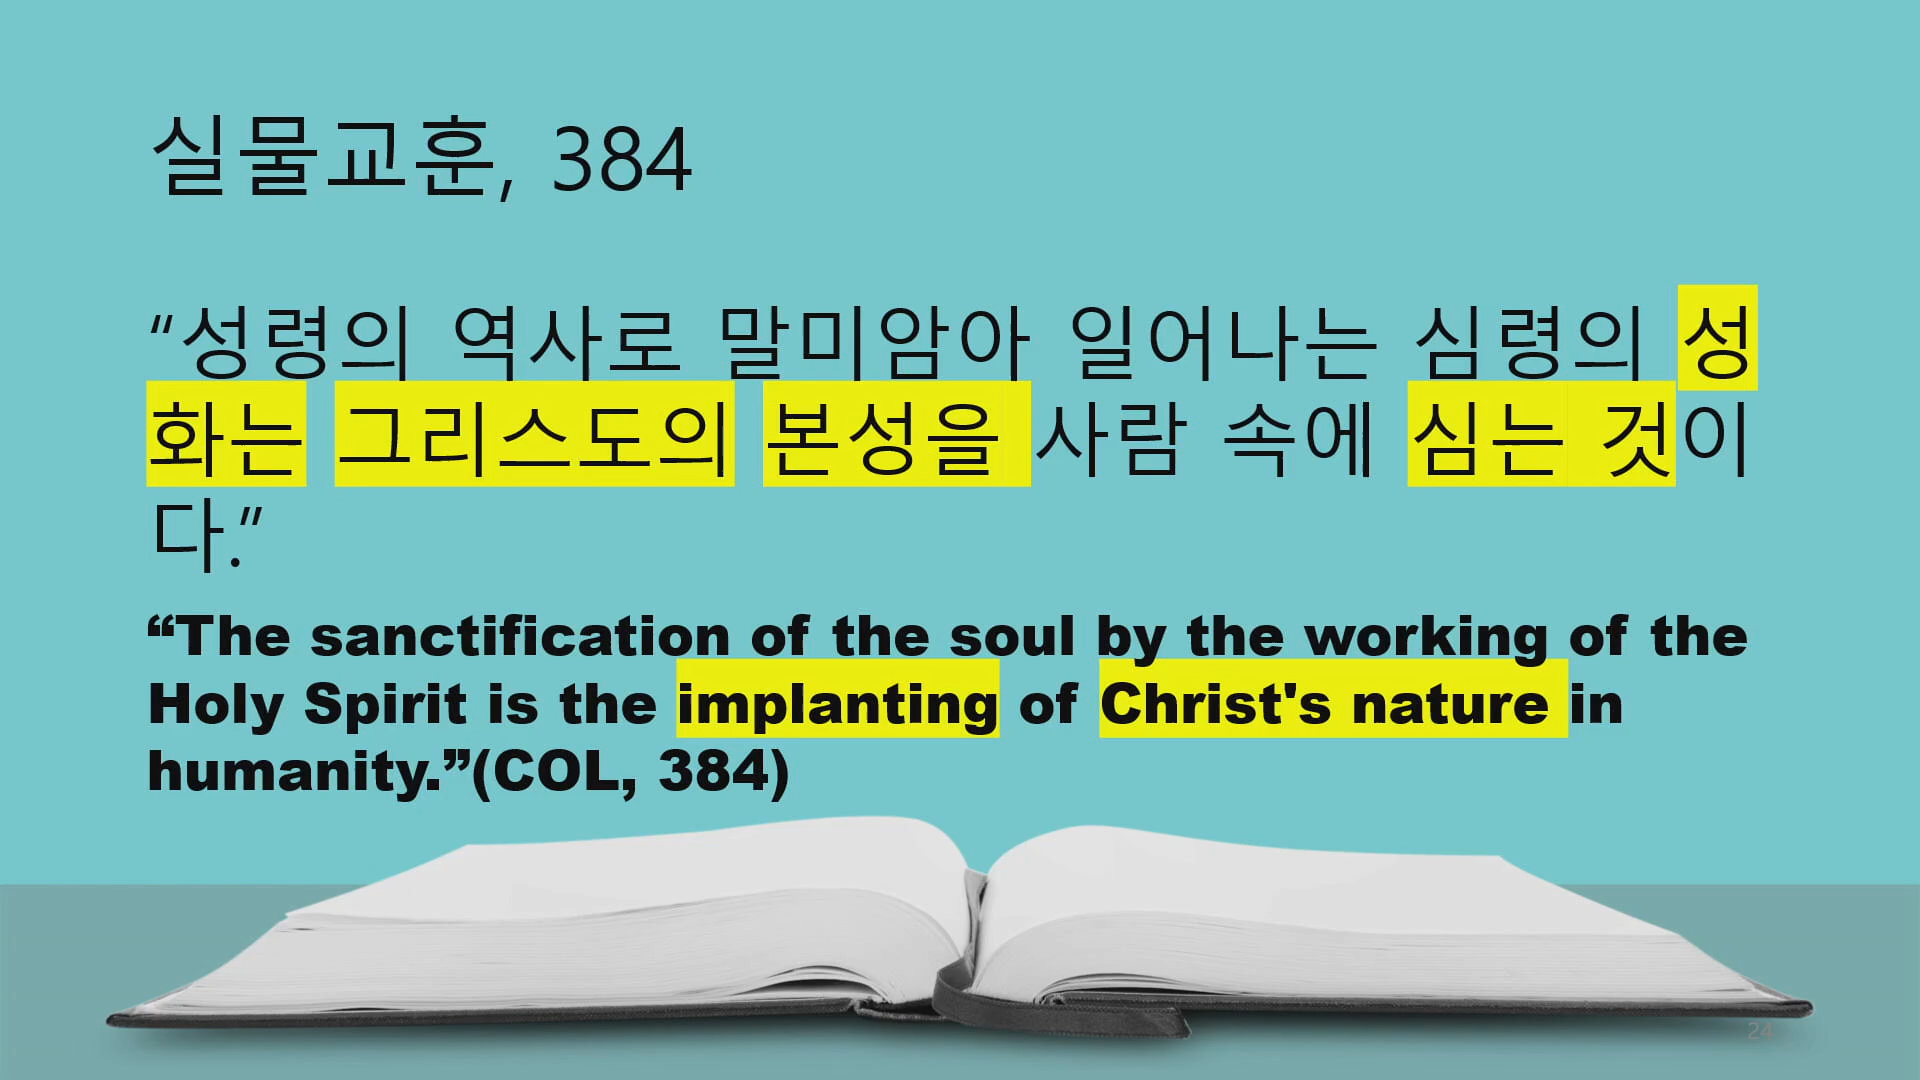 실물교훈, 384
“성령의 역사로 말미암아 일어나는 심령의 성
화는 그리스도의 본성을 사람 속에 심는 것이
다.”
“The sanctification of the soul by the working of the
Holy Spirit is the implanting of Christ's nature in
humanity.”(COL, 384)
24